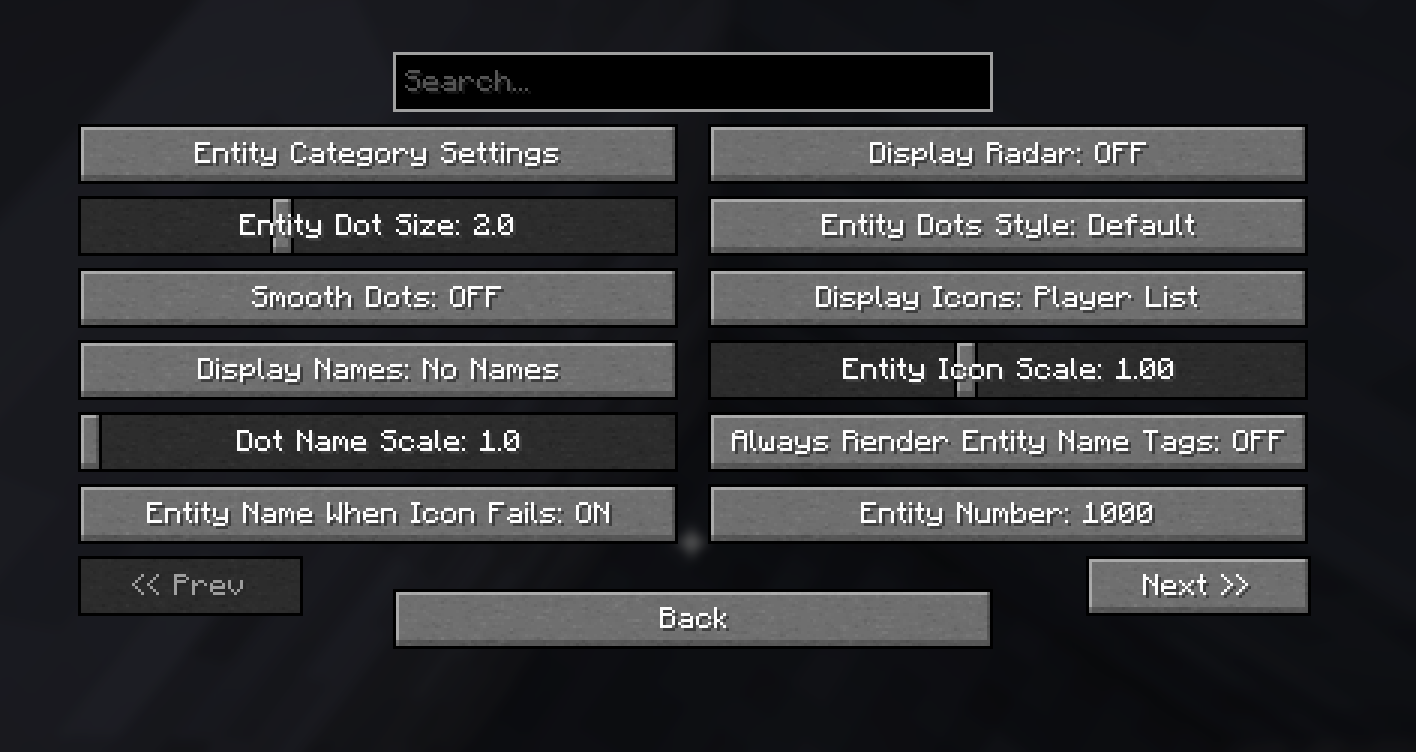 Search...
Entity Category Settings
Display Radar: OFF
Entity Dot Size: 2.0
Entity Dots Style: Default
Smooth Dots: OFF
Display Icons: Player List
Display Names: No Names
Entity Icon Scale: 1.00
Dot Name Scale: 1.0
Always Render Entity Name Tags: OFF
Entity Name When Icon Fails: ON
Entity Number: 1000
<< Prev
Next >>
Back